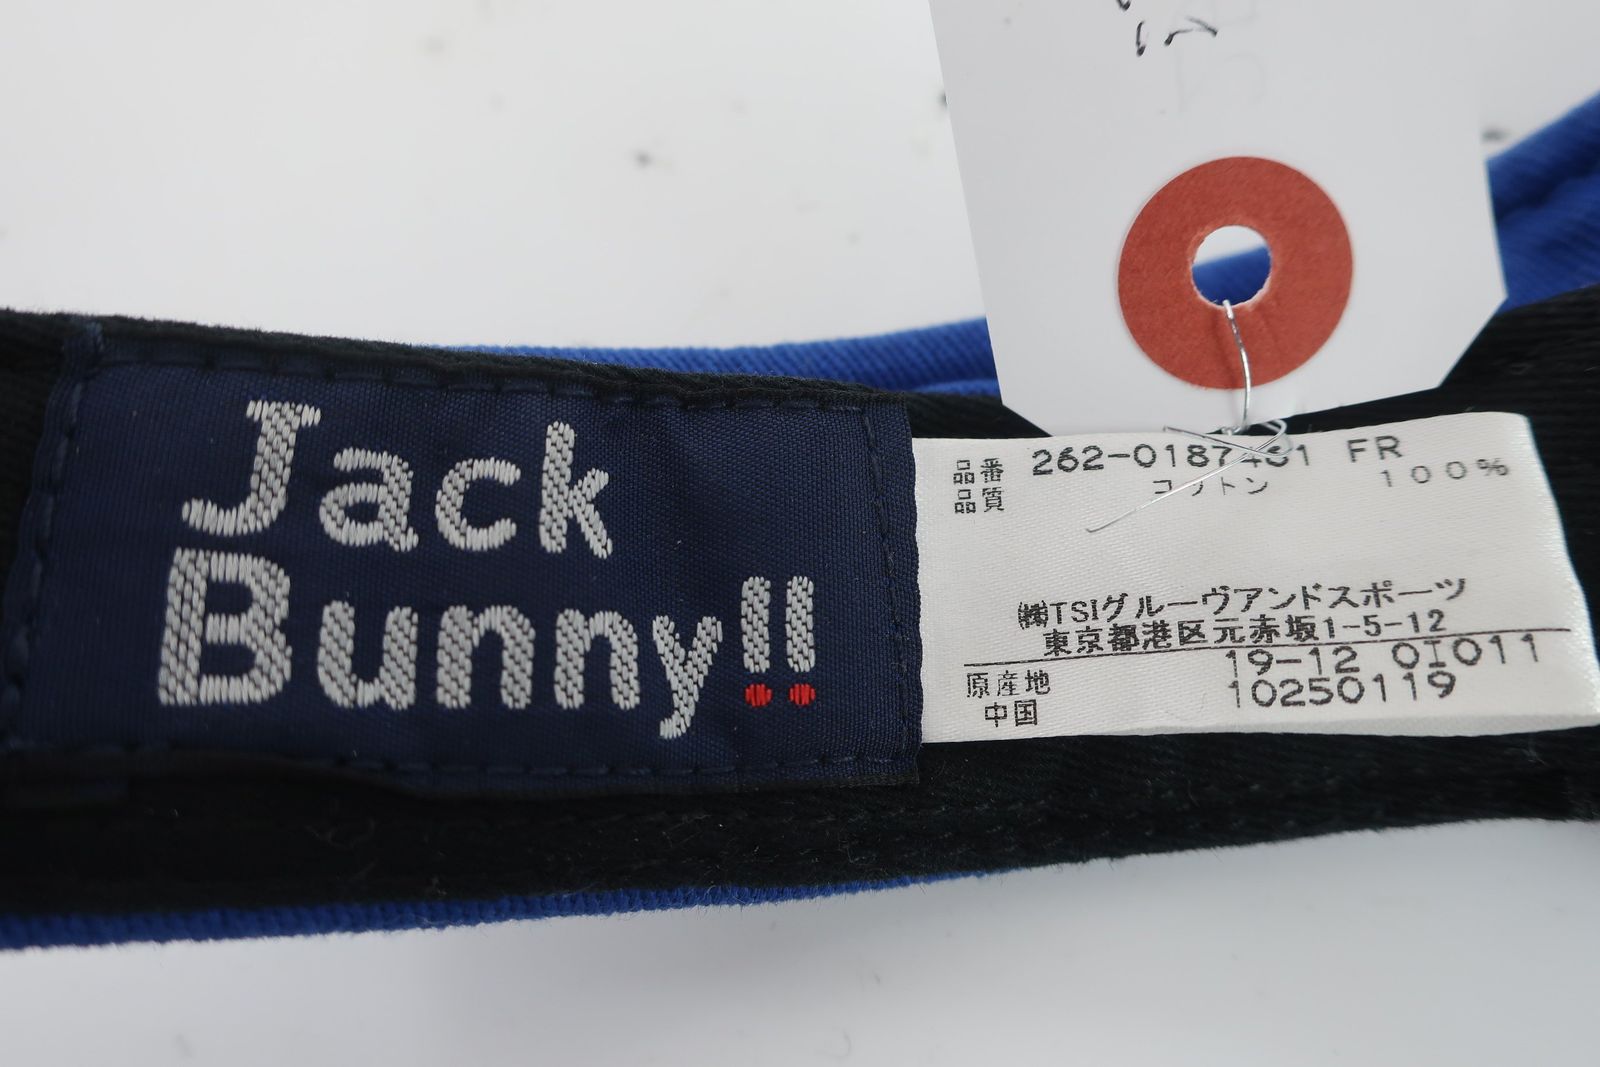 Jack
Bunny!!
品番 262-0187461 FR
品質 コットン 100%
㈱TSIグルーヴアンドスポーツ
東京都港区元赤坂1-5-12
19-12 0I011
原産地 10250119
中国